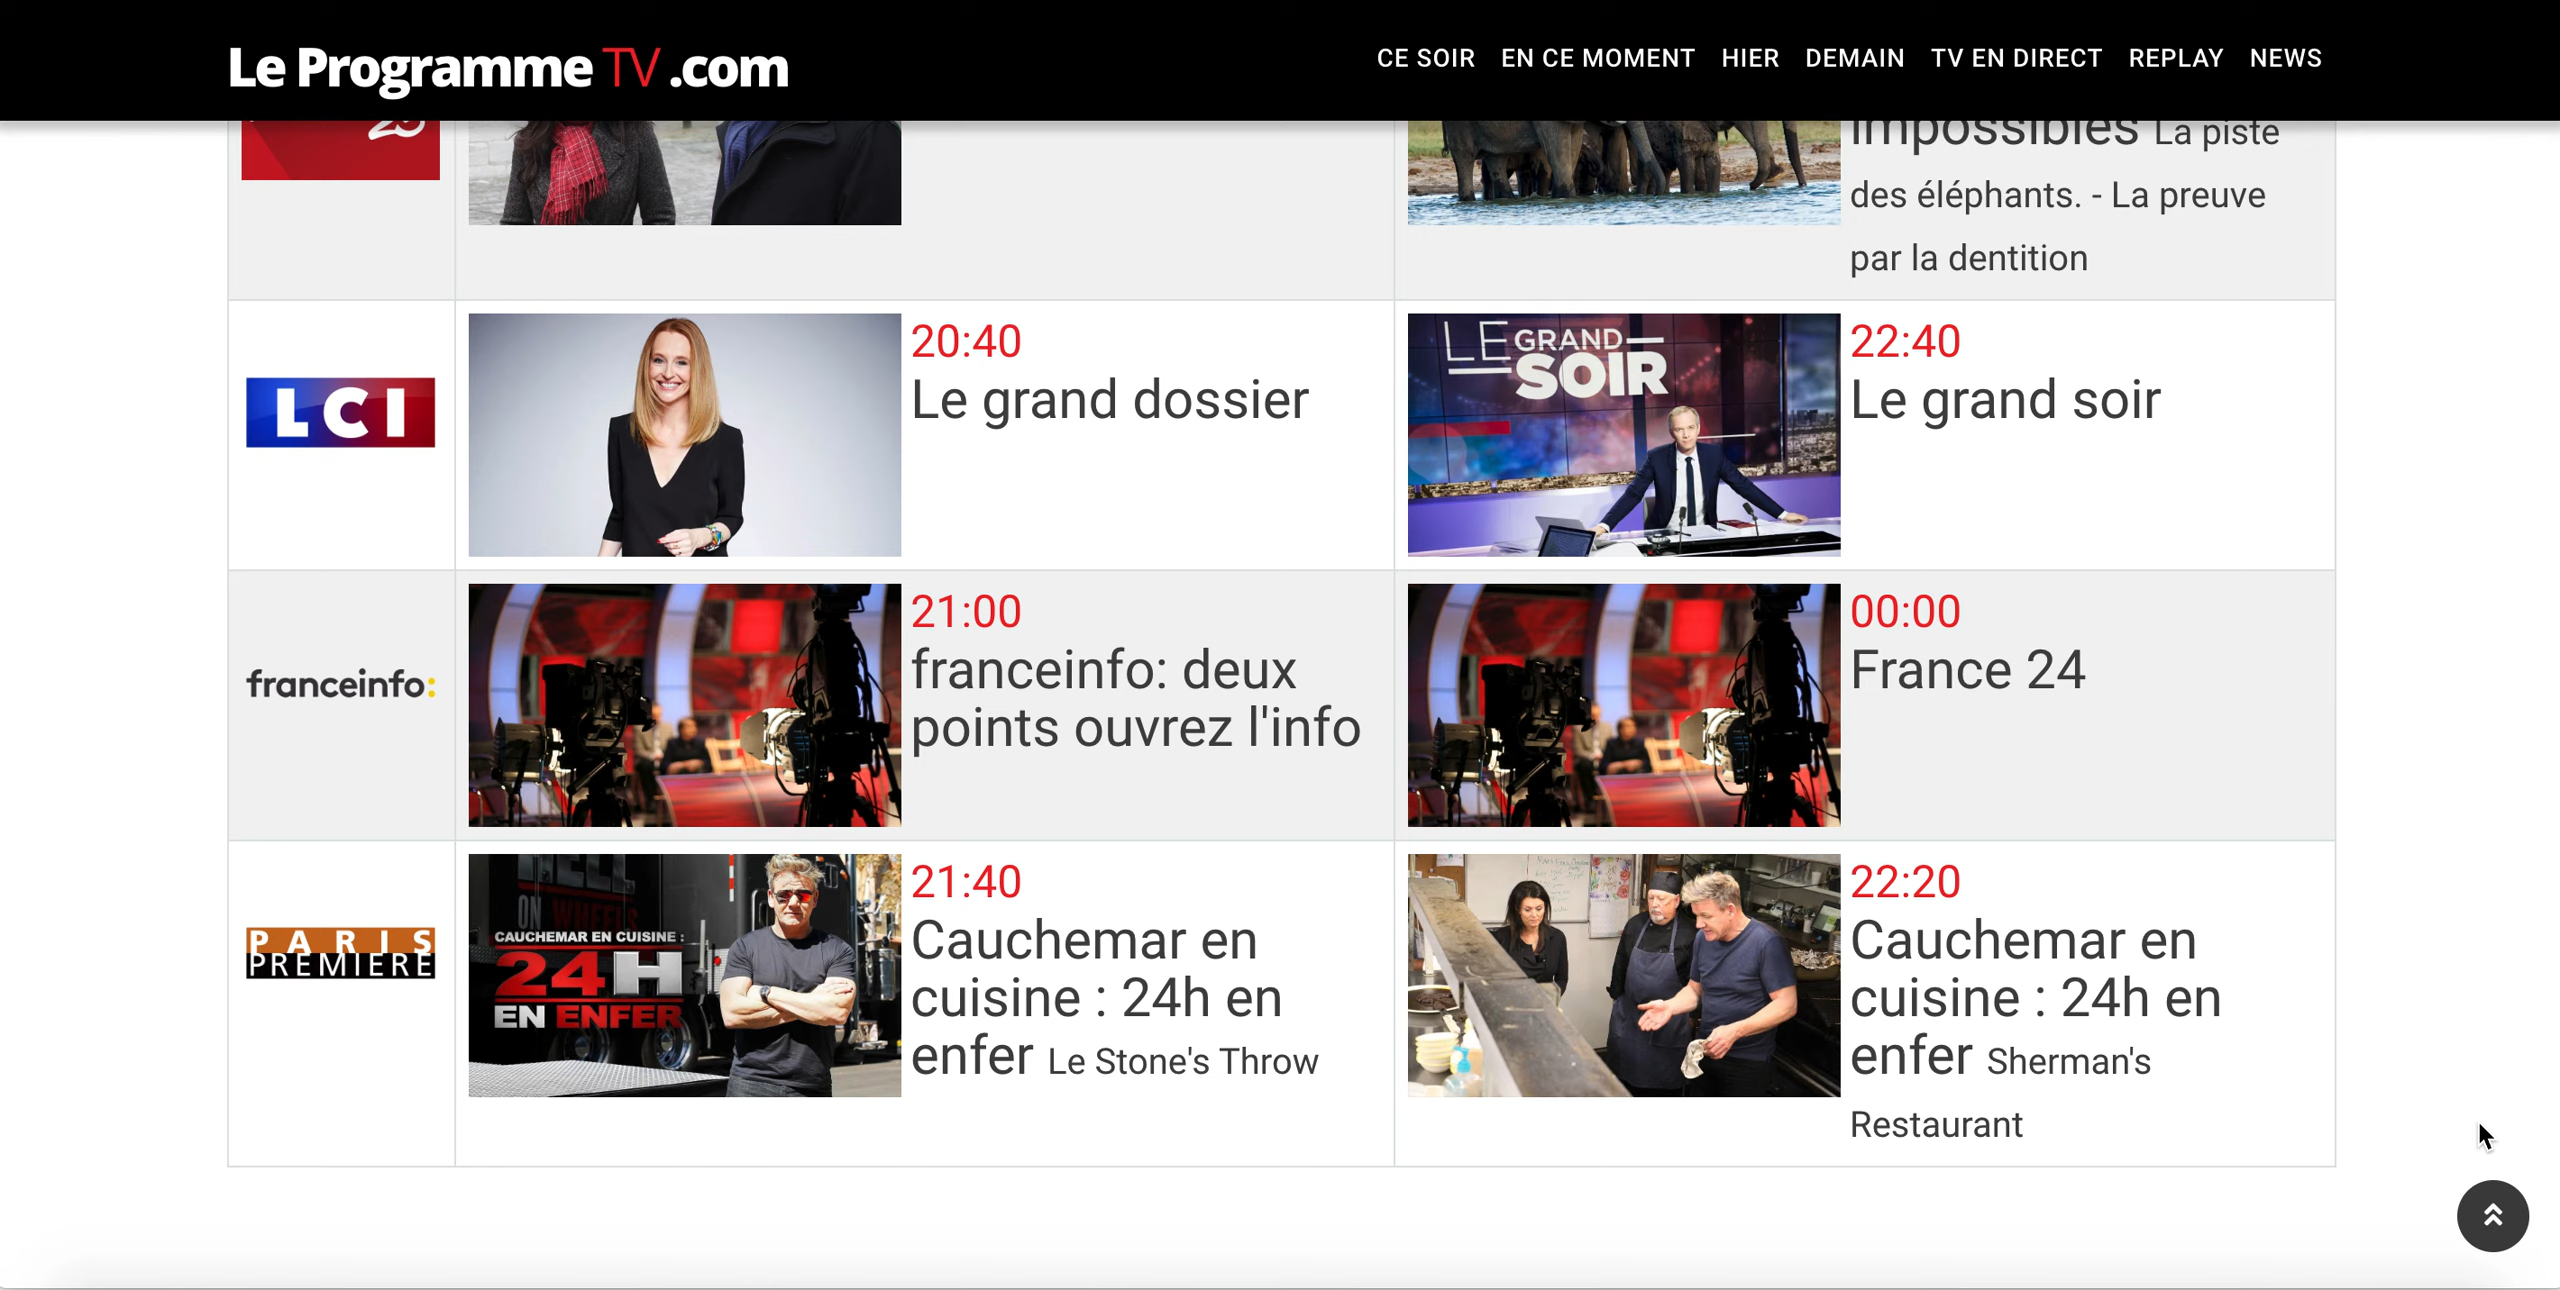 Le Programme TV .com
CE SOIR EN CE MOMENT HIER DEMAIN TV EN DIRECT REPLAY NEWS
25
impossibles La piste
des éléphants. - La preuve
par la dentition
LCI
20:40
Le grand dossier
LE GRAND
SOIR
22:40
Le grand soir
franceinfo:
21:00
franceinfo: deux
points ouvrez l'info
00:00
France 24
PARIS
PREMIERE
HELL
ON WHEELS
CAUCHEMAR EN CUISINE :
24H
EN ENFER
21:40
Cauchemar en
cuisine : 24h en
enfer Le Stone's Throw
22:20
Cauchemar en
cuisine : 24h en
enfer Sherman's
Restaurant